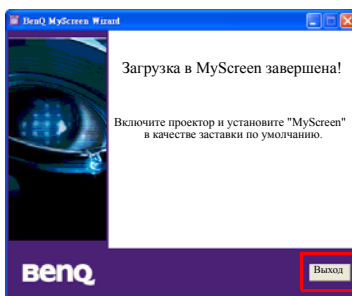 BenQ MyScreen Wizard
Загрузка в MyScreen завершена!
Включите проектор и установите "MyScreen"
в качестве заставки по умолчанию.
BenQ
Выход